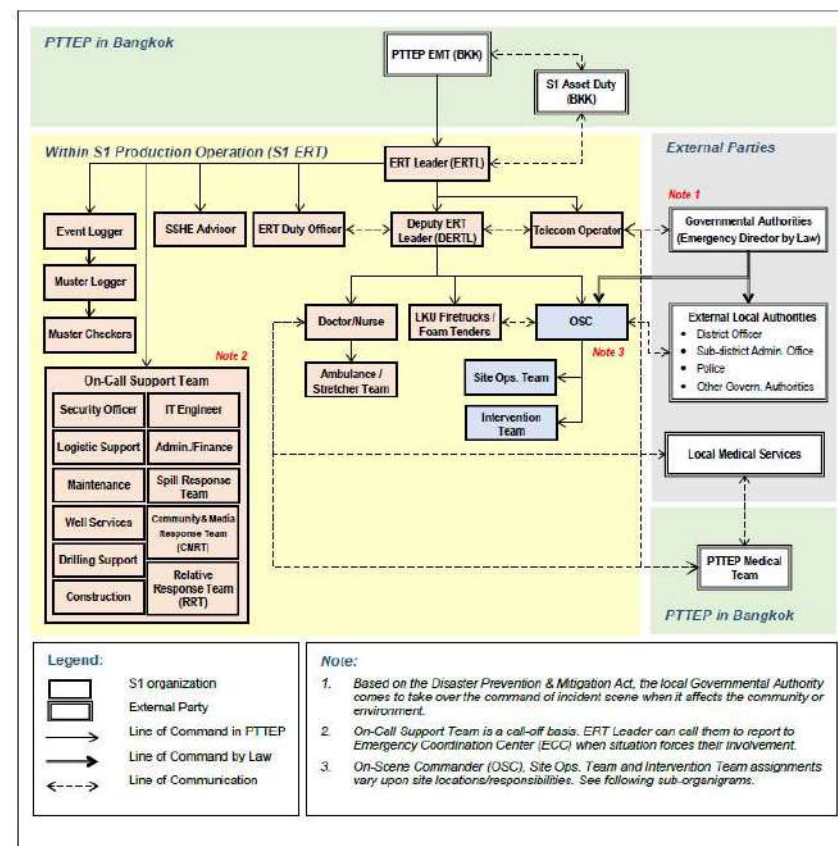 PTTEP in Bangkok
PTTEP EMT (BKK)
S1 Asset Duty
(BKK)
Within S1 Production Operation (S1 ERT)
ERT Leader (ERTL)
External Parties
Note 1
Event Logger
SSHE Advisor
ERT Duty Officer
Deputy ERT
Leader (DERTL)
Telecom Operator
Governmental Authorities
(Emergency Director by Law)
Muster Logger
Muster Checkers
Doctor/Nurse
LKU Firetrucks /
Foam Tenders
OSC
Note 3
External Local Authorities
• District Officer
• Sub-district Admin. Office
• Police
• Other Govern. Authorities
Note 2
Ambulance /
Stretcher Team
Site Ops. Team
Intervention
Team
On-Call Support Team
Security Officer
IT Engineer
Logistic Support
Admin./Finance
Maintenance
Spill Response
Team
Well Services
Community & Media
Response Team
(CMRT)
Drilling Support
Construction
Relative
Response Team
(RRT)
Local Medical Services
PTTEP Medical
Team
PTTEP in Bangkok
Legend:
S1 organization
External Party
Line of Command in PTTEP
Line of Command by Law
Line of Communication
Note:
1. Based on the Disaster Prevention & Mitigation Act, the local Governmental Authority
comes to take over the command of incident scene when it affects the community or
environment.
2. On-Call Support Team is a call-off basis. ERT Leader can call them to report to
Emergency Coordination Center (ECC) when situation forces their involvement.
3. On-Scene Commander (OSC), Site Ops. Team and Intervention Team assignments
vary upon site locations/responsibilities. See following sub-organigrams.